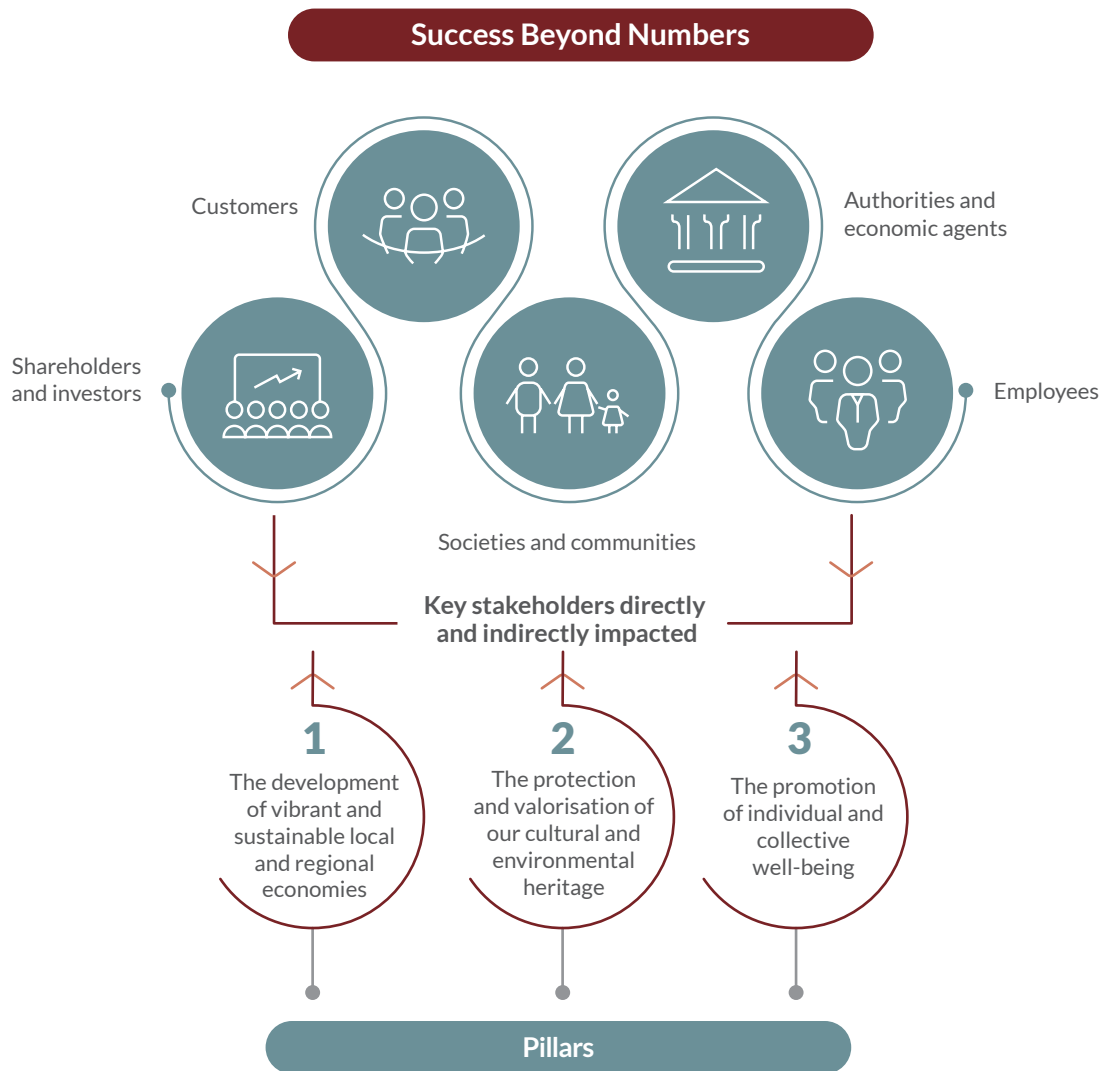 Success Beyond Numbers
Customers
Authorities and
economic agents
Shareholders
and investors
Employees
Societies and communities
Key stakeholders directly
and indirectly impacted
1
The development
of vibrant and
sustainable local
and regional
economies
2
The protection
and valorisation of
our cultural and
environmental
heritage
3
The promotion
of individual and
collective
well-being
Pillars